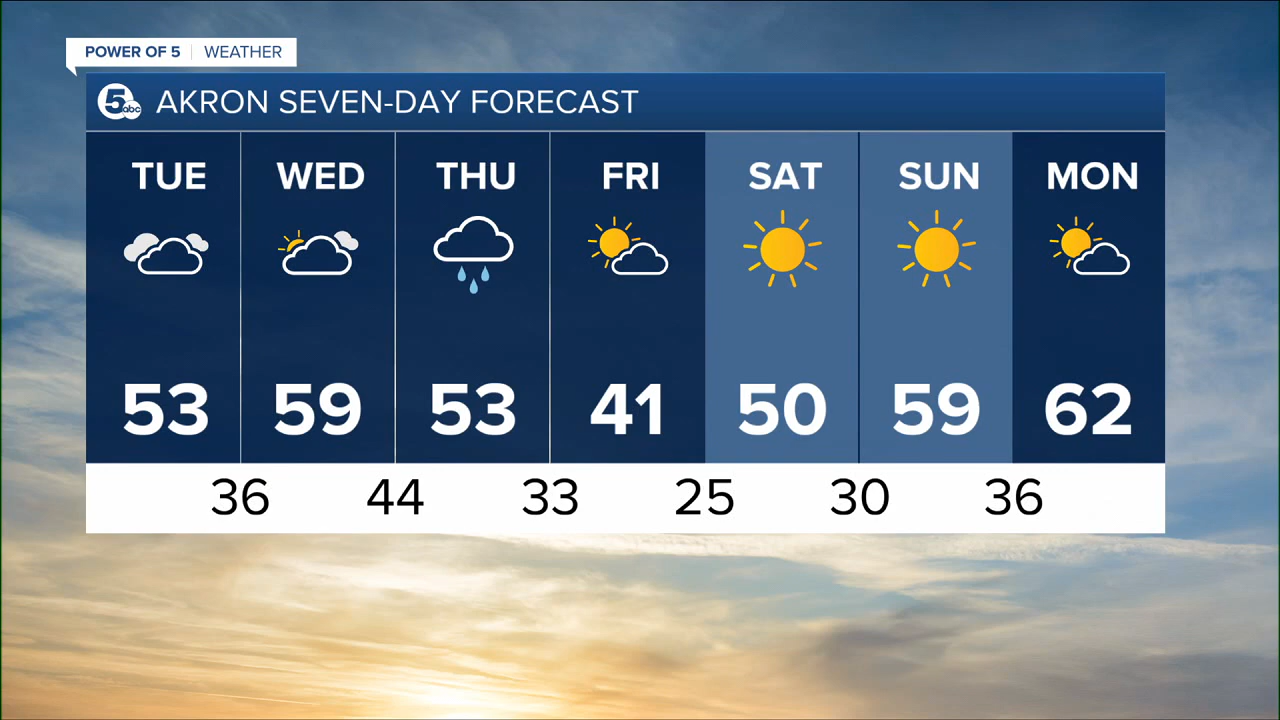 POWER OF 5 | WEATHER
5 abc AKRON SEVEN-DAY FORECAST
TUE WED THU FRI SAT SUN MON
53 59 53 41 50 59 62
36 44 33 25 30 36